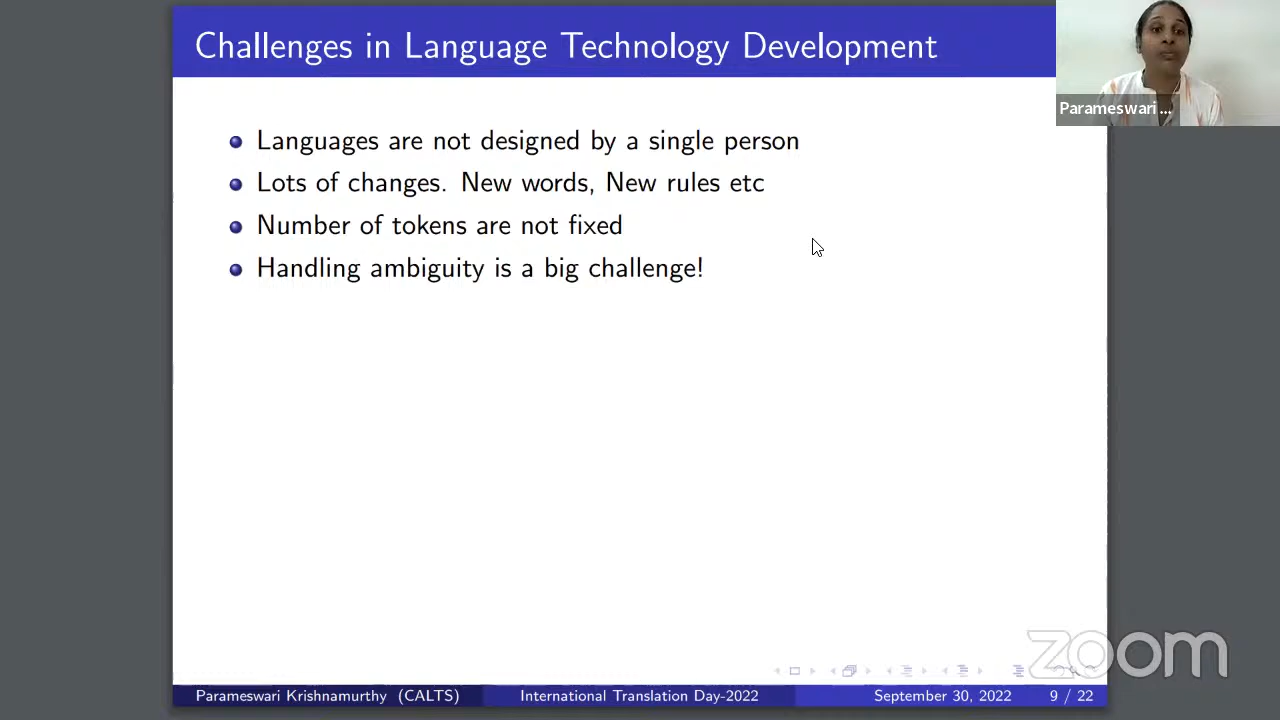 Challenges in Language Technology Development
Parameswari ...
Languages are not designed by a single person
Lots of changes. New words, New rules etc
Number of tokens are not fixed
Handling ambiguity is a big challenge!
zoom
Parameswari Krishnamurthy (CALTS)
International Translation Day-2022
September 30, 2022
9 / 22